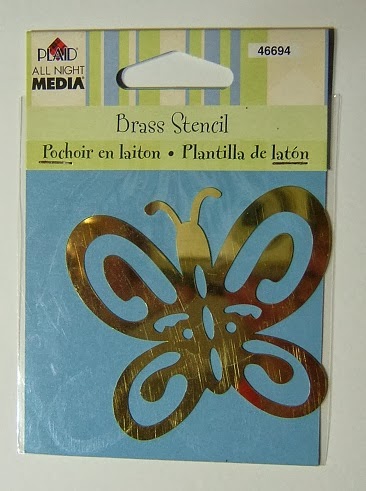 PLAID
ALL NIGHT
MEDIA®
46694
Brass Stencil
Pochoir en laiton • Plantilla de latón